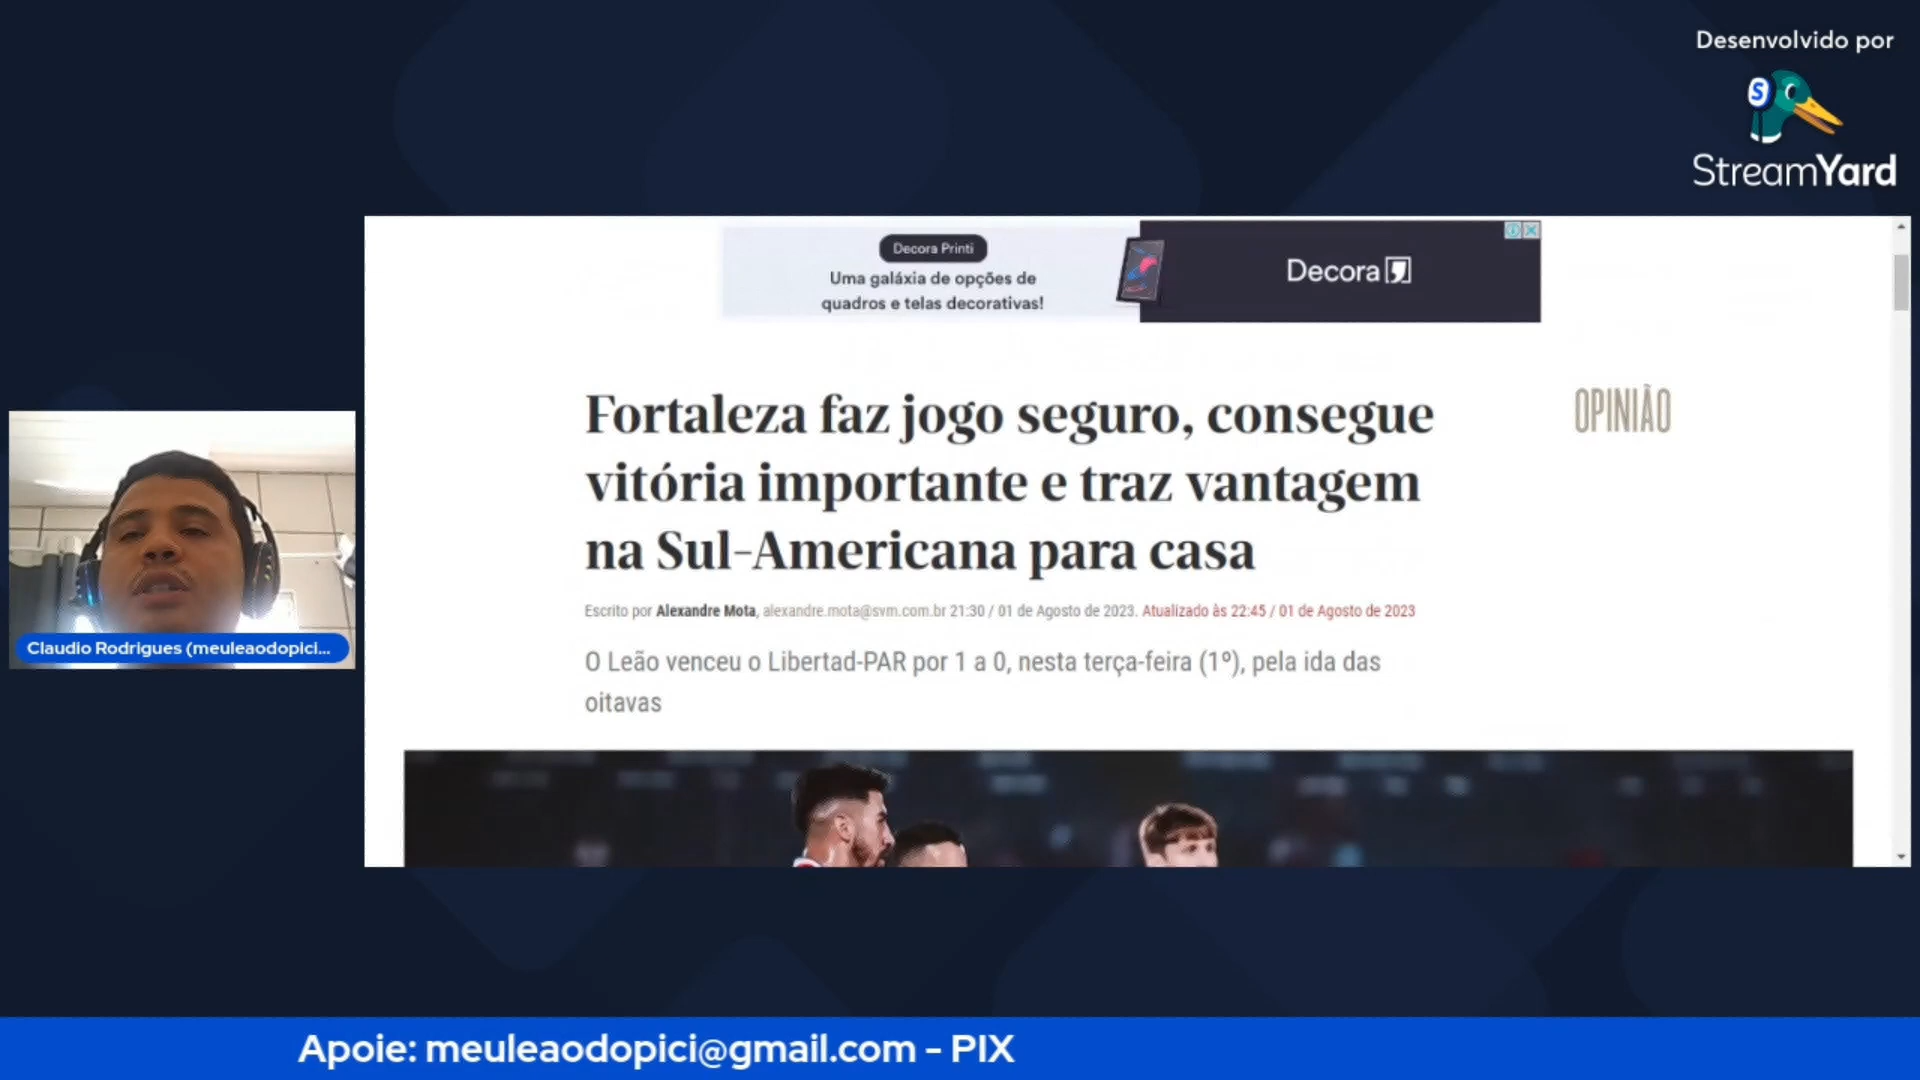 Desenvolvido por
StreamYard
Decora Printi
Uma galáxia de opções de
quadros e telas decorativas!
Decora
Fortaleza faz jogo seguro, consegue
vitória importante e traz vantagem
na Sul-Americana para casa
OPINIÃO
Escrito por Alexandre Mota, alexandre.mota@svm.com.br 21:30 / 01 de Agosto de 2023. Atualizado às 22:45 / 01 de Agosto de 2023
O Leão venceu o Libertad-PAR por 1 a 0, nesta terça-feira (1º), pela ida das
oitavas
Claudio Rodrigues (meuleaodopici...
Apoie: meuleaodopici@gmail.com - PIX